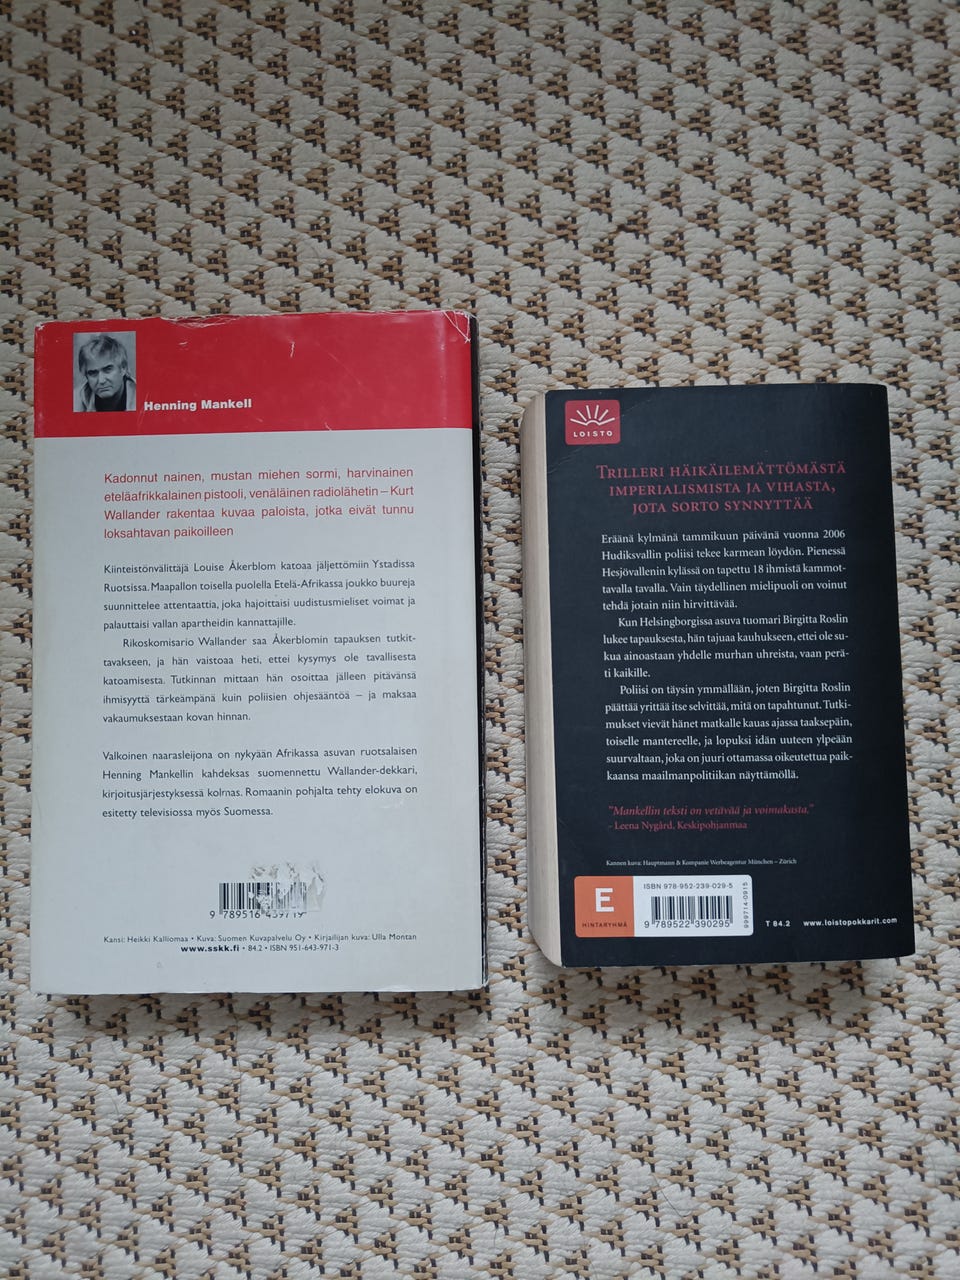 Henning Mankell
Kadonnut nainen, mustan miehen sormi, harvinainen
eteläafrikkalainen pistooli, venäläinen radiolähetin – Kurt
Wallander rakentaa kuvaa paloista, jotka eivät tunnu
loksahtavan paikoilleen
Kiinteistönvälittäjä Louise Åkerblom katoaa jäljettömiin Ystadissa
Ruotsissa. Maapallon toisella puolella Etelä-Afrikassa joukko buureja
suunnittelee attentaattia, joka hajoittaisi uudistusmieliset voimat ja
palauttaisi vallan apartheidin kannattajille.
Rikoskomisario Wallander saa Åkerblomin tapauksen tutkit-
tavakseen, ja hän vaistoaa heti, ettei kysymys ole tavallisesta
katoamisesta. Tutkinnan mittaan hän osoittaa jälleen pitävänsä
ihmisyyttä tärkeämpänä kuin poliisien ohjesääntöä – ja maksaa
vakaumuksestaan kovan hinnan.
Valkoinen naarasleijona on nykyään Afrikassa asuvan ruotsalaisen
Henning Mankellin kahdeksas suomennettu Wallander-dekkari,
kirjoitusjärjestyksessä kolmas. Romaanin pohjalta tehty elokuva on
esitetty televisiossa myös Suomessa.
9 789516 439719
Kansi: Heikki Kalliomaa • Kuva: Suomen Kuvapalvelu Oy • Kirjailijan kuva: Ulla Montan
www.sskk.fi • 84.2 • ISBN 951-643-971-3
LOISTO
TRILLERI HÄIKÄILEMÄTTÖMÄSTÄ
IMPERIALISMISTA JA VIHASTA,
JOTA SORTO SYNNYTTÄÄ
Eräänä kylmänä tammikuun päivänä vuonna 2006
Hudiksvallin poliisi tekee karmean löydön. Pienessä
Hesjövallenin kylässä on tapettu 18 ihmistä kammot-
tavalla tavalla. Vain täydellinen mielipuoli on voinut
tehdä jotain niin hirvittävää.
Kun Helsingborgissa asuva tuomari Birgitta Roslin
lukee tapauksesta, hän tajuaa kauhukseen, ettei ole su-
kua ainoastaan yhdelle murhan uhreista, vaan perä-
ti kaikille.
Poliisi on täysin ymmällään, joten Birgitta Roslin
päättää yrittää itse selvittää, mitä on tapahtunut. Tutki-
mukset vievät hänet matkalle kauas ajassa taaksepäin,
toiselle mantereelle, ja lopuksi idän uuteen ylpeään
suurvaltaan, joka on juuri ottamassa oikeutettua paik-
kaansa maailmanpolitiikan näyttämöllä.
"Mankellin teksti on vetävää ja voimakasta."
– Leena Nygård, Keskipohjanmaa
Kannen kuva: Hauptmann & Kompanie Werbeagentur München – Zürich
E
HINTARYHMÄ
ISBN 978-952-239-029-5
9 789522 390295
9999714-0915
T 84.2 www.loistopokkarit.com